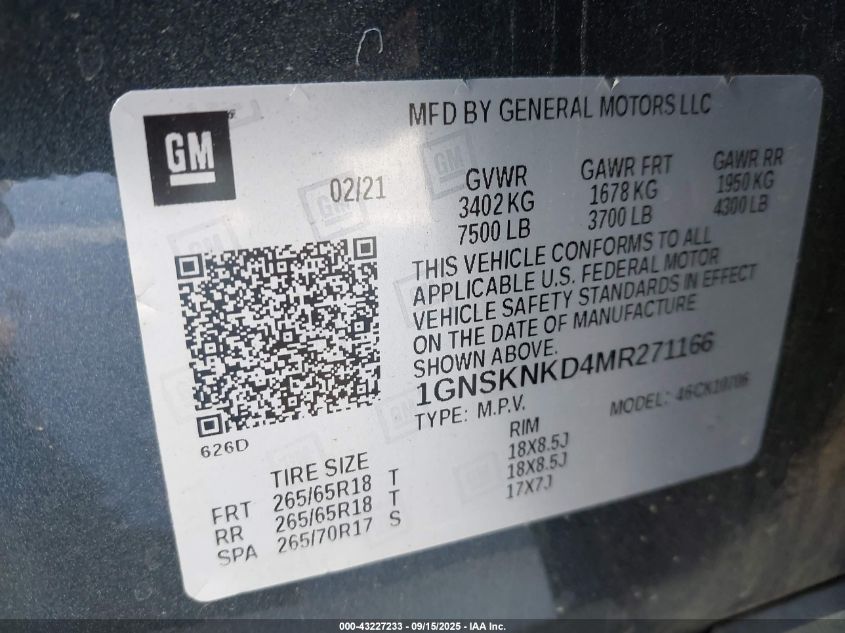 MFD BY GENERAL MOTORS LLC
GM
02/21
GVWR GAWR FRT GAWR RR
3402 KG 1678 KG 1950 KG
7500 LB 3700 LB 4300 LB
THIS VEHICLE CONFORMS TO ALL
APPLICABLE U.S. FEDERAL MOTOR
VEHICLE SAFETY STANDARDS IN EFFECT
ON THE DATE OF MANUFACTURE
SHOWN ABOVE.
1GNSKNKD4MR271166
TYPE: M.P.V. MODEL: 46CK10706
626D
TIRE SIZE RIM
FRT 265/65R18 T 18X8.5J
RR 265/65R18 T 18X8.5J
SPA 265/70R17 S 17X7J
000-43227233 - 09/15/2025 - IAA Inc.